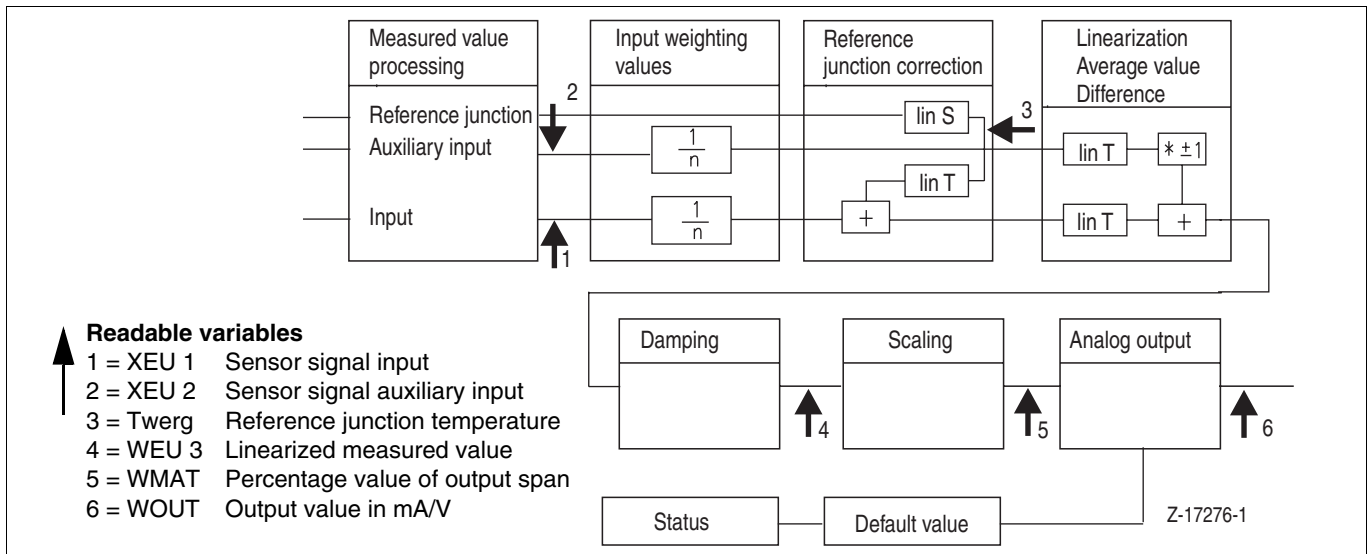 Measured value
processing
Reference junction
Auxiliary input
Input
2
1
Input weighting
values
1
n
1
n
Reference
junction correction
lin S
lin T
+
3
Linearization
Average value
Difference
lin T
* ±1
lin T
+
Readable variables
1 = XEU 1 Sensor signal input
2 = XEU 2 Sensor signal auxiliary input
3 = Twerg Reference junction temperature
4 = WEU 3 Linearized measured value
5 = WMAT Percentage value of output span
6 = WOUT Output value in mA/V
Damping
4
Scaling
5
Analog output
6
Status
Default value
Z-17276-1